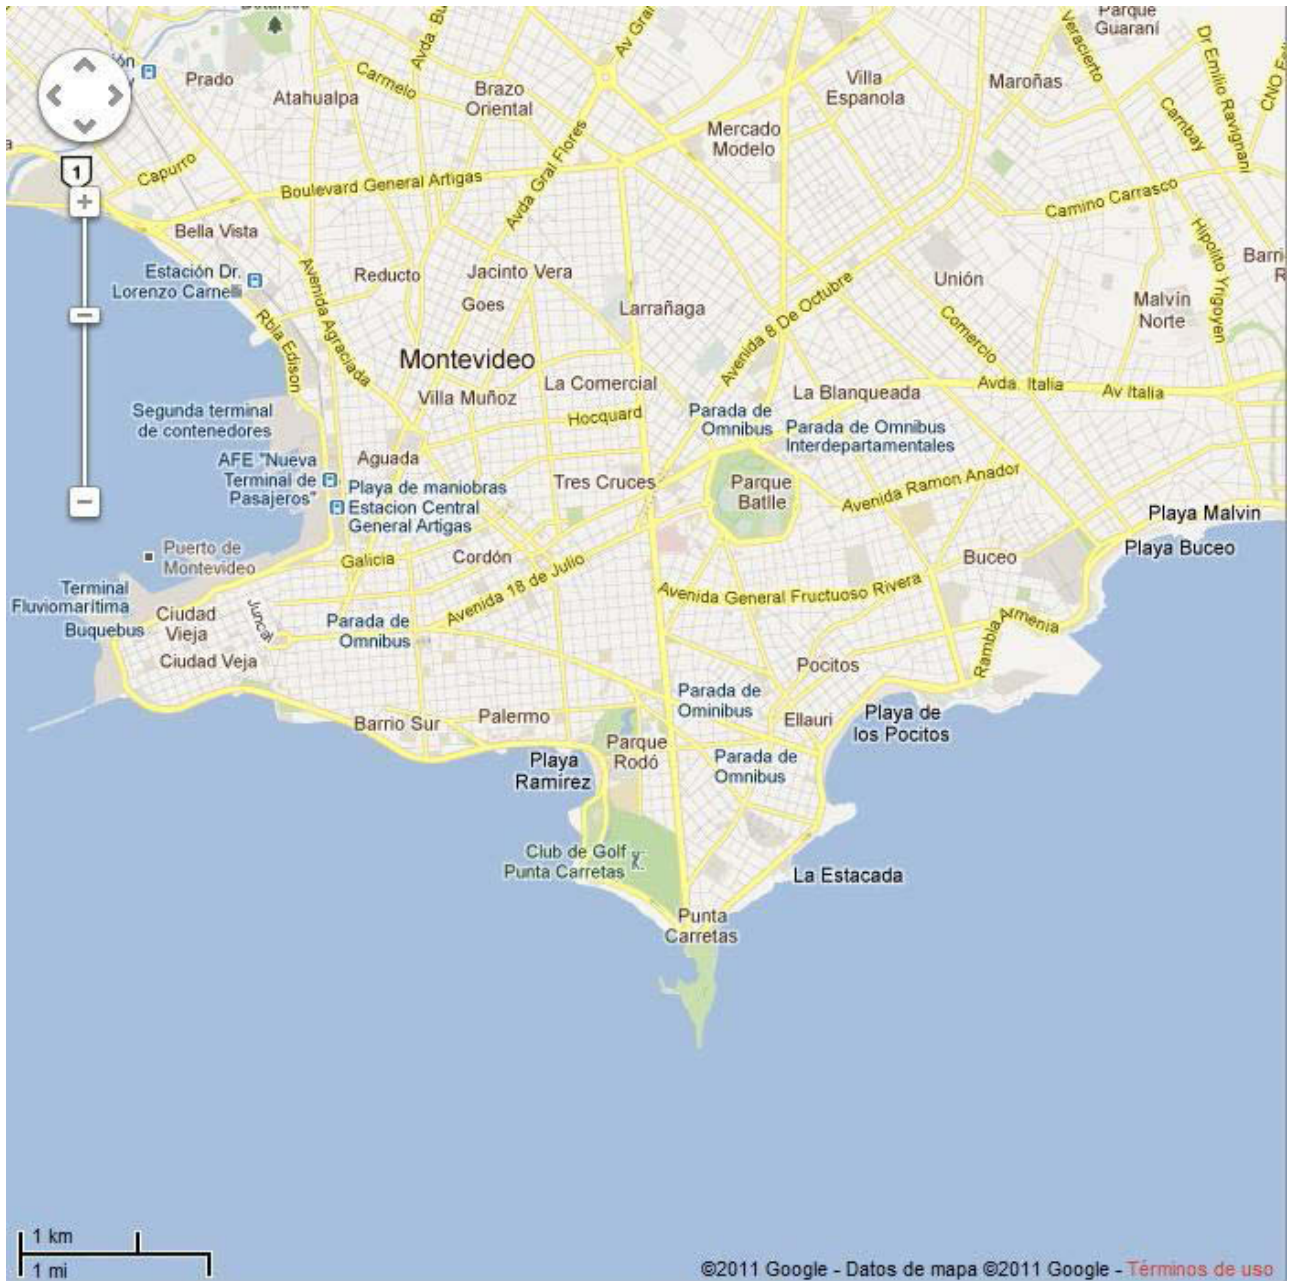 Parque
Guaraní
Prado
Atahualpa
Carmelo
Brazo
Oriental
Villa
Espanola
Maroñas
Veracierto
Dr Emilio Ravignani
Cambay
Mercado
Modelo
1
Capurro
Boulevard General Artigas
Avda Gral Flores
Camino Carrasco
Hipolito Yrigoyen
Bella Vista
Estación Dr.
Lorenzo Carne
Reducto
Jacinto Vera
Goes
Larrañaga
Unión
Malvín
Norte
Avenida Agraciada
Rbla Edison
Avenida 8 De Octubre
Comercio
Montevideo
Villa Muñoz
La Comercial
Hocquard
La Blanqueada
Avda. Italia
Av Italia
Segunda terminal
de contenedores
Parada de
Omnibus
Parada de Omnibus
Interdepartamentales
AFE "Nueva
Terminal de
Pasajeros"
Aguada
Playa de maniobras
Estacion Central
General Artigas
Tres Cruces
Parque
Batlle
Avenida Ramon Anador
Playa Malvin
Playa Buceo
Puerto de
Montevideo
Galicia
Cordón
Avenida 18 de Julio
Buceo
Avenida General Fructuoso Rivera
Terminal
Fluviomarítima
Buquebus
Ciudad
Vieja
Juncal
Ciudad Veja
Parada de
Omnibus
Rambla Armenia
Pocitos
Parada de
Ominibus
Ellauri
Playa de
los Pocitos
Barrio Sur
Palermo
Parque
Rodó
Playa
Ramirez
Parada de
Omnibus
Club de Golf
Punta Carretas
La Estacada
Punta
Carretas
1 km
1 mi
©2011 Google - Datos de mapa ©2011 Google - Términos de uso